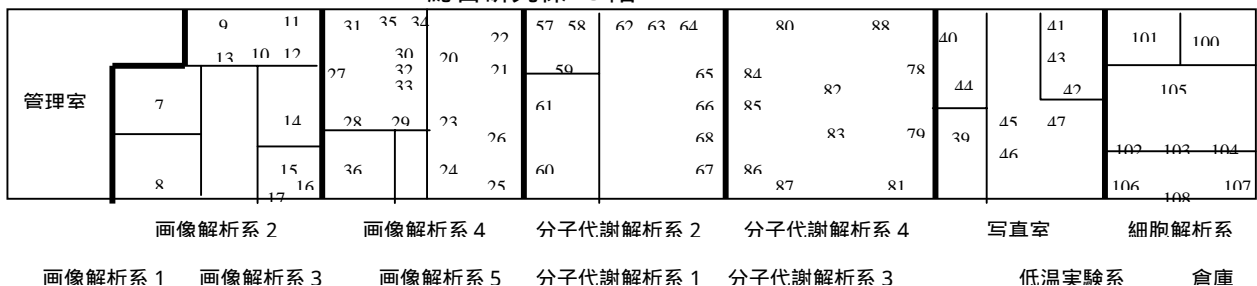 9 11 31 35 34 22 57 58 62 63 64 80 88 40 41 101 100
13 10 12 30 20 43
27 32 21 59 65 84 78
33 82 44 42 105
管理室 7 61 66 85
14 28 29 23 45 47
26 68 83 79 39 46 102 103 104
8 15 36 24 60 67 86
17 16 25 87 81 106 108 107
画像解析系 2 画像解析系 4 分子代謝解析系 2 分子代謝解析系 4 写真室 細胞解析系
画像解析系 1 画像解析系 3 画像解析系 5 分子代謝解析系 1 分子代謝解析系 3 低温実験系 倉庫